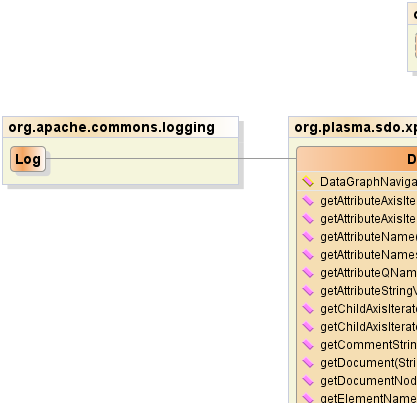 org.apache.commons.logging
Log
org.plasma.sdo.xp
D
DataGraphNaviga
getAttributeAxisIte
getAttributeAxisIte
getAttributeName(
getAttributeNames
getAttributeQNam
getAttributeStringV
getChildAxisIterat
getChildAxisIterat
getCommentStrin
getDocument(Stri
getDocumentNod
getElementName